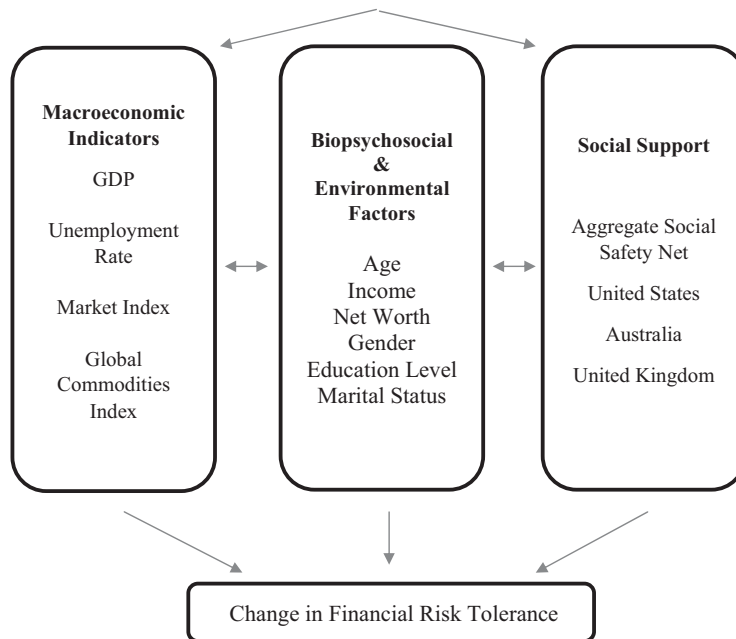 Macroeconomic
Indicators
GDP
Unemployment
Rate
Market Index
Global
Commodities
Index
Biopsychosocial
&
Environmental
Factors
Age
Income
Net Worth
Gender
Education Level
Marital Status
Social Support
Aggregate Social
Safety Net
United States
Australia
United Kingdom
Change in Financial Risk Tolerance